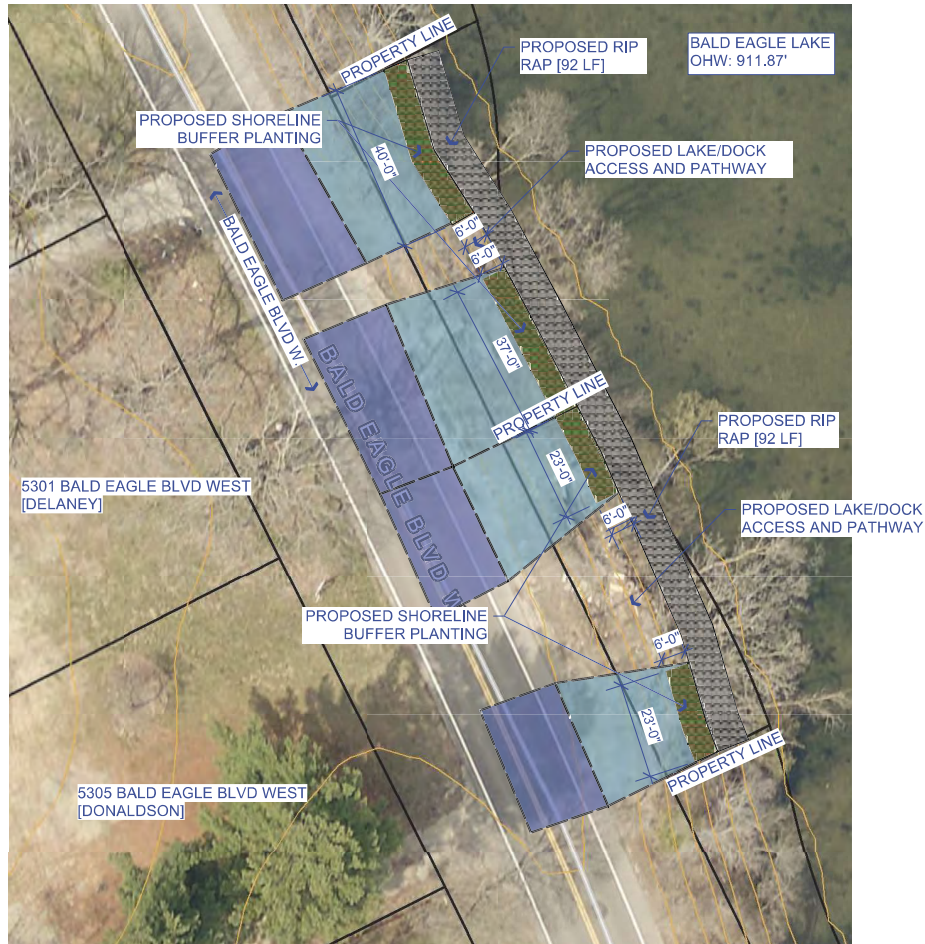 PROPERTY LINE
PROPOSED RIP
RAP [92 LF]
BALD EAGLE LAKE
OHW: 911.87'
PROPOSED SHORELINE
BUFFER PLANTING
40'-0"
PROPOSED LAKE/DOCK
ACCESS AND PATHWAY
6'-0"
6'-0"
BALD EAGLE BLVD W.
37'-0"
BALD EAGLE BLVD W
PROPERTY LINE
PROPOSED RIP
RAP [92 LF]
23'-0"
5301 BALD EAGLE BLVD WEST
[DELANEY]
6'-0"
PROPOSED LAKE/DOCK
ACCESS AND PATHWAY
PROPOSED SHORELINE
BUFFER PLANTING
6'-0"
23'-0"
PROPERTY LINE
5305 BALD EAGLE BLVD WEST
[DONALDSON]